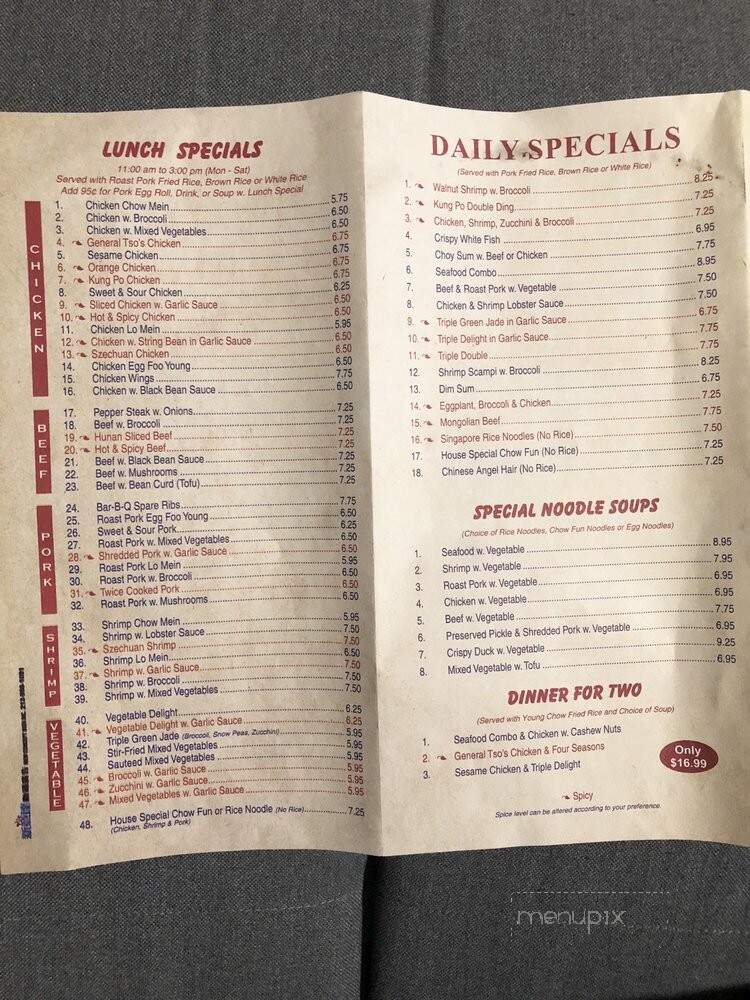 LUNCH SPECIALS
11:00 am to 3:00 pm (Mon - Sat)
Served with Roast Pork Fried Rice, Brown Rice or White Rice
Add 95c for Pork Egg Roll, Drink, or Soup w. Lunch Special
CHICKEN
1. Chicken Chow Mein 5.75
2. Chicken w. Broccoli 6.50
3. Chicken w. Mixed Vegetables 6.50
4. General Tso's Chicken 6.75
5. Sesame Chicken 6.75
6. Orange Chicken 6.75
7. Kung Po Chicken 6.75
8. Sweet & Sour Chicken 6.25
9. Sliced Chicken w. Garlic Sauce 6.50
10. Hot & Spicy Chicken 6.50
11. Chicken Lo Mein 5.95
12. Chicken w. String Bean in Garlic Sauce 6.50
13. Szechuan Chicken 6.50
14. Chicken Egg Foo Young 6.50
15. Chicken Wings 7.75
16. Chicken w. Black Bean Sauce 6.50
BEEF
17. Pepper Steak w. Onions 7.25
18. Beef w. Broccoli 7.25
19. Hunan Sliced Beef 7.25
20. Hot & Spicy Beef 7.25
21. Beef w. Black Bean Sauce 7.25
22. Beef w. Mushrooms 7.25
23. Beef w. Bean Curd (Tofu) 7.25
PORK
24. Bar-B-Q Spare Ribs 7.75
25. Roast Pork Egg Foo Young 6.50
26. Sweet & Sour Pork 6.25
27. Roast Pork w. Mixed Vegetables 6.50
28. Shredded Pork w. Garlic Sauce 6.50
29. Roast Pork Lo Mein 5.95
30. Roast Pork w. Broccoli 6.50
31. Twice Cooked Pork 6.50
32. Roast Pork w. Mushrooms 6.50
SHRIMP
33. Shrimp Chow Mein 5.95
34. Shrimp w. Lobster Sauce 7.50
35. Szechuan Shrimp 7.50
36. Shrimp Lo Mein 6.50
37. Shrimp w. Garlic Sauce 7.50
38. Shrimp w. Broccoli 7.50
39. Shrimp w. Mixed Vegetables 7.50
VEGETABLE
40. Vegetable Delight 6.25
41. Vegetable Delight w. Garlic Sauce 6.25
42. Triple Green Jade (Broccoli, Snow Peas, Zucchini) 5.95
43. Stir-Fried Mixed Vegetables 5.95
44. Sauteed Mixed Vegetables 5.95
45. Broccoli w. Garlic Sauce 5.95
46. Zucchini w. Garlic Sauce 5.95
47. Mixed Vegetables w. Garlic Sauce 5.95
48. House Special Chow Fun or Rice Noodle (No Rice) 7.25
(Chicken, Shrimp & Pork)
DAILY SPECIALS
(Served with Pork Fried Rice, Brown Rice or White Rice)
1. Walnut Shrimp w. Broccoli 8.25
2. Kung Po Double Ding 7.25
3. Chicken, Shrimp, Zucchini & Broccoli 7.25
4. Crispy White Fish 6.95
5. Choy Sum w. Beef or Chicken 7.75
6. Seafood Combo 8.95
7. Beef & Roast Pork w. Vegetable 7.50
8. Chicken & Shrimp Lobster Sauce 7.50
9. Triple Green Jade in Garlic Sauce 6.75
10. Triple Delight in Garlic Sauce 7.75
11. Triple Double 7.75
12. Shrimp Scampi w. Broccoli 8.25
13. Dim Sum 6.75
14. Eggplant, Broccoli & Chicken 7.25
15. Mongolian Beef 7.75
16. Singapore Rice Noodles (No Rice) 7.50
17. House Special Chow Fun (No Rice) 7.25
18. Chinese Angel Hair (No Rice) 7.25
SPECIAL NOODLE SOUPS
(Choice of Rice Noodles, Chow Fun Noodles or Egg Noodles)
1. Seafood w. Vegetable 8.95
2. Shrimp w. Vegetable 7.95
3. Roast Pork w. Vegetable 6.95
4. Chicken w. Vegetable 6.95
5. Beef w. Vegetable 7.75
6. Preserved Pickle & Shredded Pork w. Vegetable 6.95
7. Crispy Duck w. Vegetable 9.25
8. Mixed Vegetable w. Tofu 6.95
DINNER FOR TWO
(Served with Young Chow Fried Rice and Choice of Soup)
1. Seafood Combo & Chicken w. Cashew Nuts
2. General Tso's Chicken & Four Seasons
3. Sesame Chicken & Triple Delight
Only
$16.99
Spicy
Spice level can be altered according to your preference.
menupix